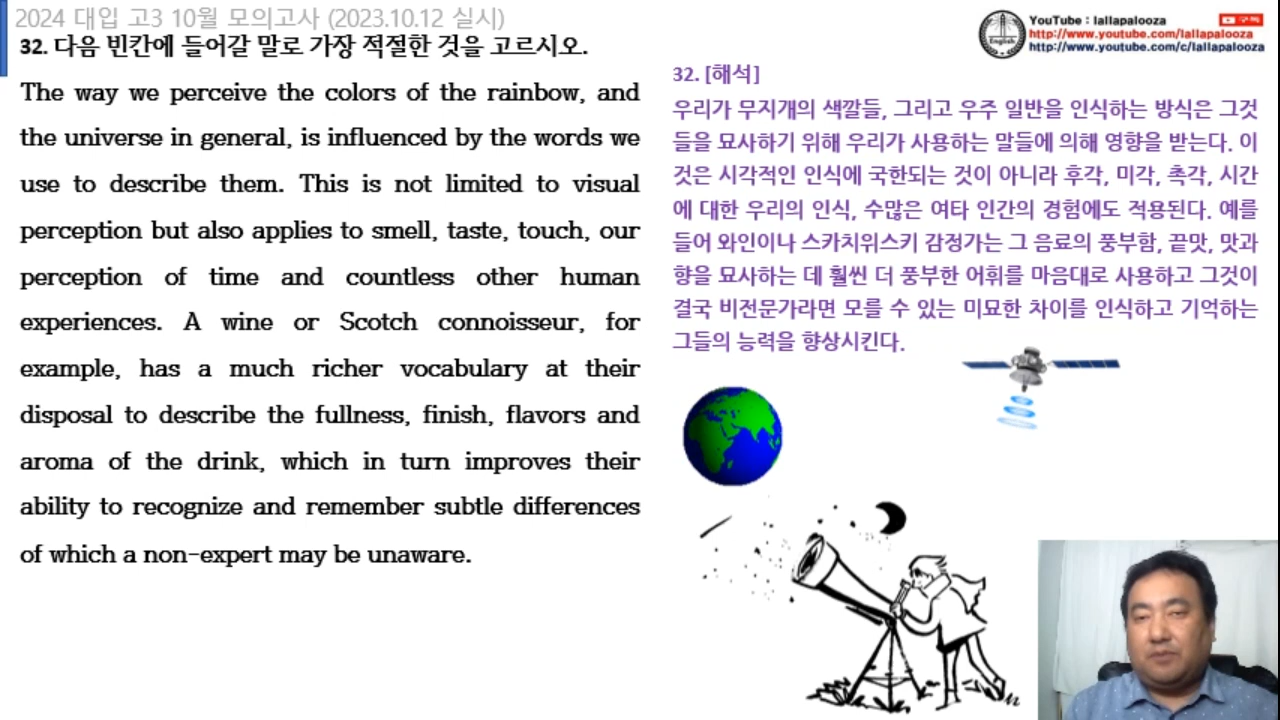 2024 대입 고3 10월 모의고사 (2023.10.12 실시)
32. 다음 빈칸에 들어갈 말로 가장 적절한 것을 고르시오.
The way we perceive the colors of the rainbow, and
the universe in general, is influenced by the words we
use to describe them. This is not limited to visual
perception but also applies to smell, taste, touch, our
perception of time and countless other human
experiences. A wine or Scotch connoisseur, for
example, has a much richer vocabulary at their
disposal to describe the fullness, finish, flavors and
aroma of the drink, which in turn improves their
ability to recognize and remember subtle differences
of which a non-expert may be unaware.
English
YouTube : lallapalooza
구독
http://www.youtube.com/lallapalooza
http://www.youtube.com/c/lallapalooza
32. [해석]
우리가 무지개의 색깔들, 그리고 우주 일반을 인식하는 방식은 그것
들을 묘사하기 위해 우리가 사용하는 말들에 의해 영향을 받는다. 이
것은 시각적인 인식에 국한되는 것이 아니라 후각, 미각, 촉각, 시간
에 대한 우리의 인식, 수많은 여타 인간의 경험에도 적용된다. 예를
들어 와인이나 스카치위스키 감정가는 그 음료의 풍부함, 끝맛, 맛과
향을 묘사하는 데 훨씬 더 풍부한 어휘를 마음대로 사용하고 그것이
결국 비전문가라면 모를 수 있는 미묘한 차이를 인식하고 기억하는
그들의 능력을 향상시킨다.